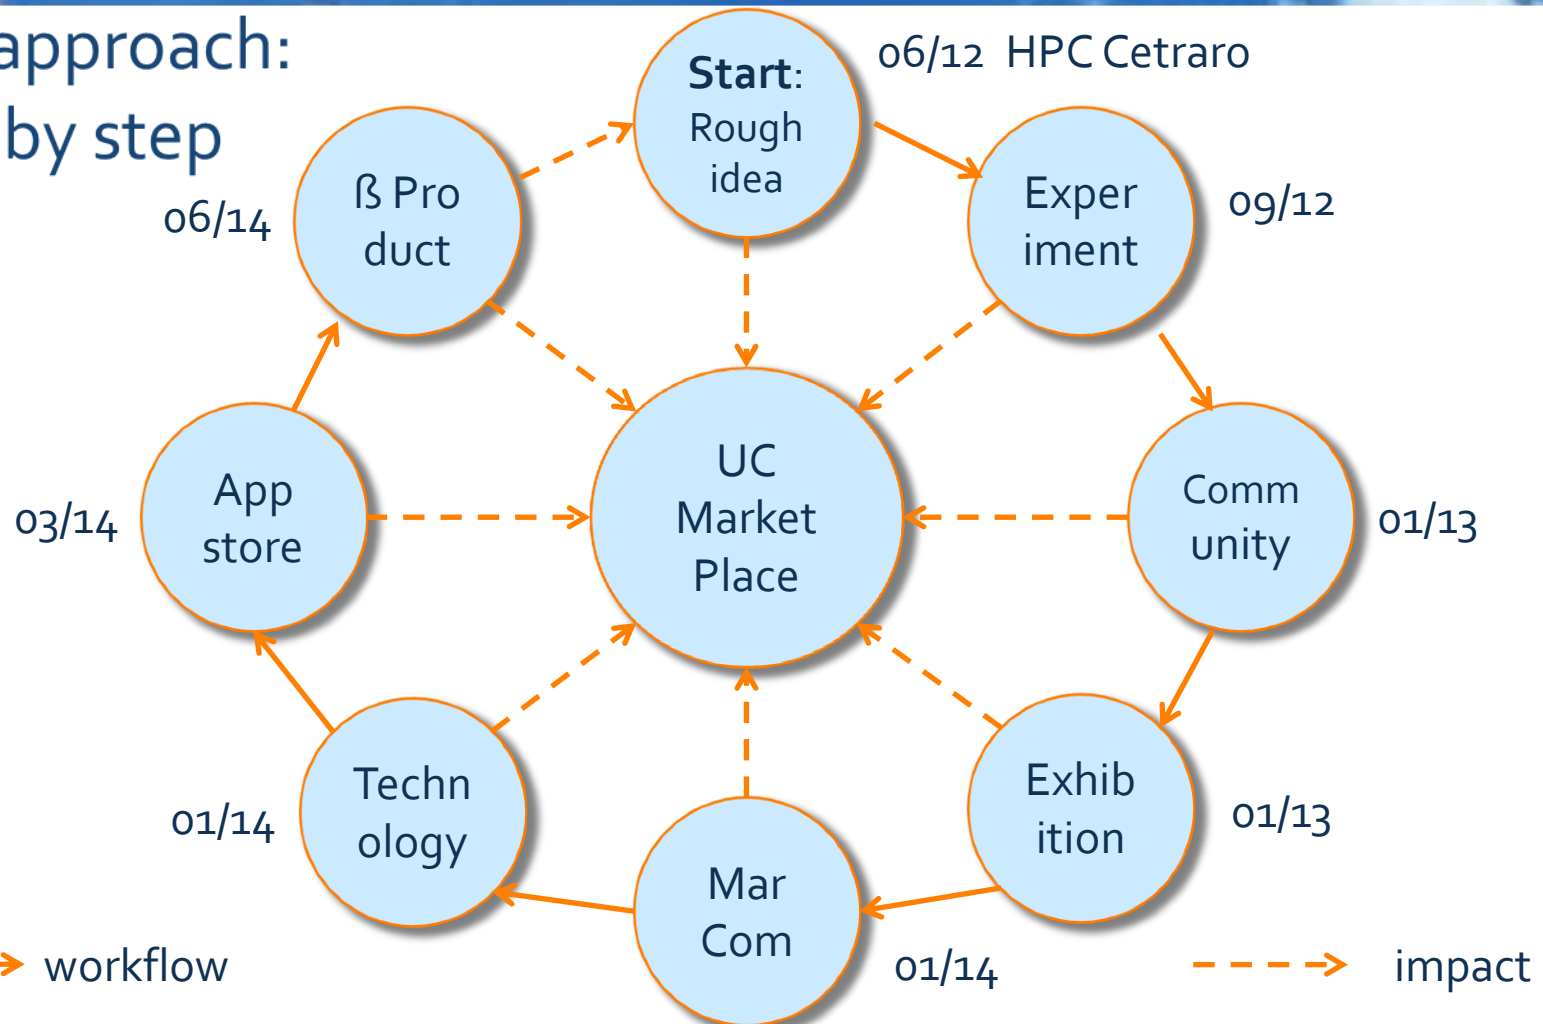 approach:
by step
Start:
Rough
idea
06/12 HPC Cetraro
Exper
iment
09/12
Comm
unity
01/13
Exhib
ition
01/13
Mar
Com
01/14
Techn
ology
01/14
App
store
03/14
ß Pro
duct
06/14
UC
Market
Place
workflow
impact